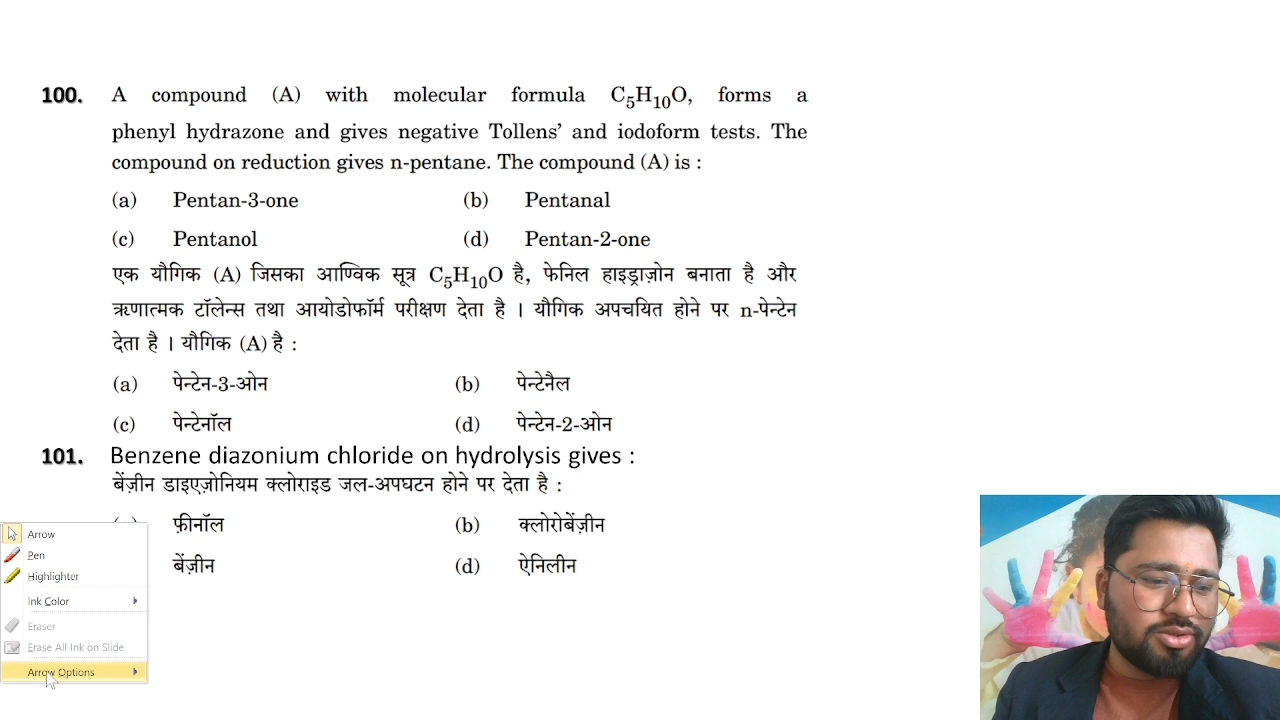 100. A compound (A) with molecular formula C₅H₁₀O, forms a
phenyl hydrazone and gives negative Tollens' and iodoform tests. The
compound on reduction gives n-pentane. The compound (A) is :
(a) Pentan-3-one (b) Pentanal
(c) Pentanol (d) Pentan-2-one
एक यौगिक (A) जिसका आण्विक सूत्र C₅H₁₀O है, फेनिल हाइड्राज़ोन बनाता है और
ऋणात्मक टॉलेन्स तथा आयोडोफॉर्म परीक्षण देता है । यौगिक अपचयित होने पर n-पेन्टेन
देता है । यौगिक (A) है :
(a) पेन्टेन-3-ओन (b) पेन्टेनैल
(c) पेन्टेनॉल (d) पेन्टेन-2-ओन
101. Benzene diazonium chloride on hydrolysis gives :
बेंज़ीन डाइएज़ोनियम क्लोराइड जल-अपघटन होने पर देता है :
फ़ीनॉल (b) क्लोरोबेंज़ीन
बेंज़ीन (d) ऐनिलीन
Arrow
Pen
Highlighter
Ink Color
Eraser
Erase All Ink on Slide
Arrow Options